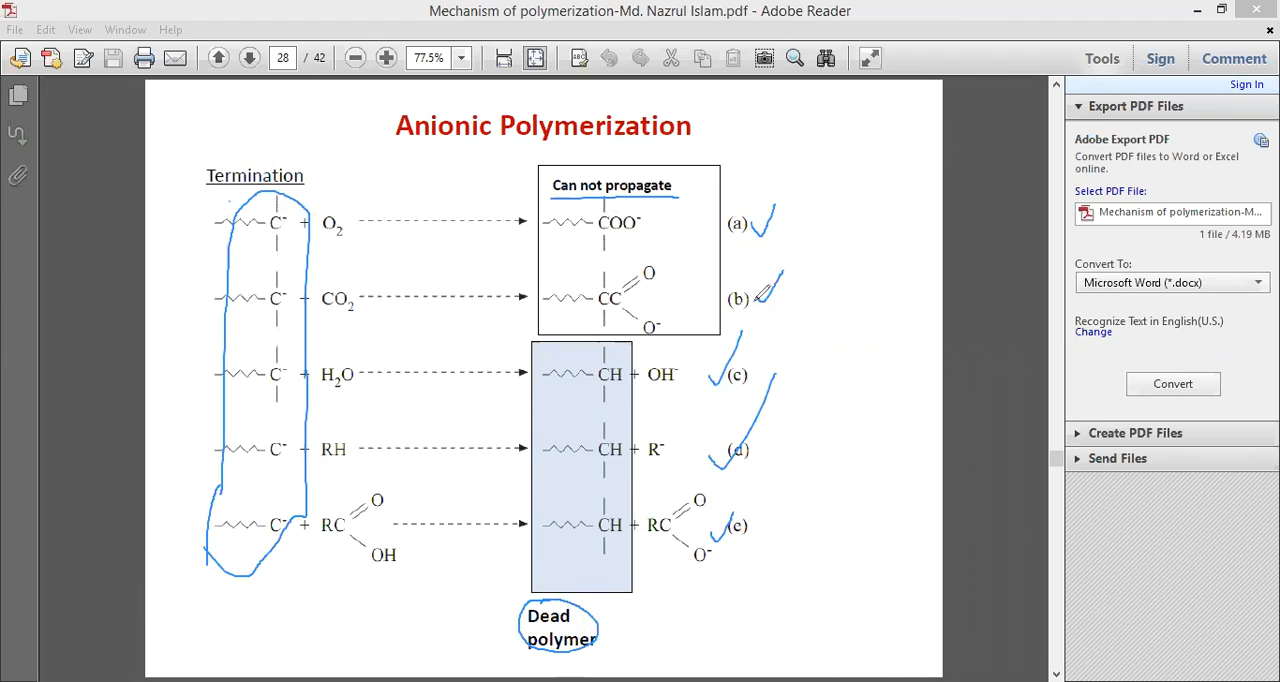 Mechanism of polymerization-Md. Nazrul Islam.pdf - Adobe Reader
File Edit View Window Help
28 / 42 77.5% Tools Sign Comment
Sign In
Export PDF Files
Adobe Export PDF
Convert PDF files to Word or Excel
online.
Select PDF File:
Mechanism of polymerization-M...
1 file / 4.19 MB
Convert To:
Microsoft Word (*.docx)
Recognize Text in English(U.S.)
Change
Convert
Create PDF Files
Send Files
Anionic Polymerization
Termination
Can not propagate
C- + O2 COO- (a)
C- + CO2 CC O O- (b)
C- + H2O CH + OH- (c)
C- + RH CH + R- (d)
C- + RC O OH CH + RC O O- (e)
Dead
polymer